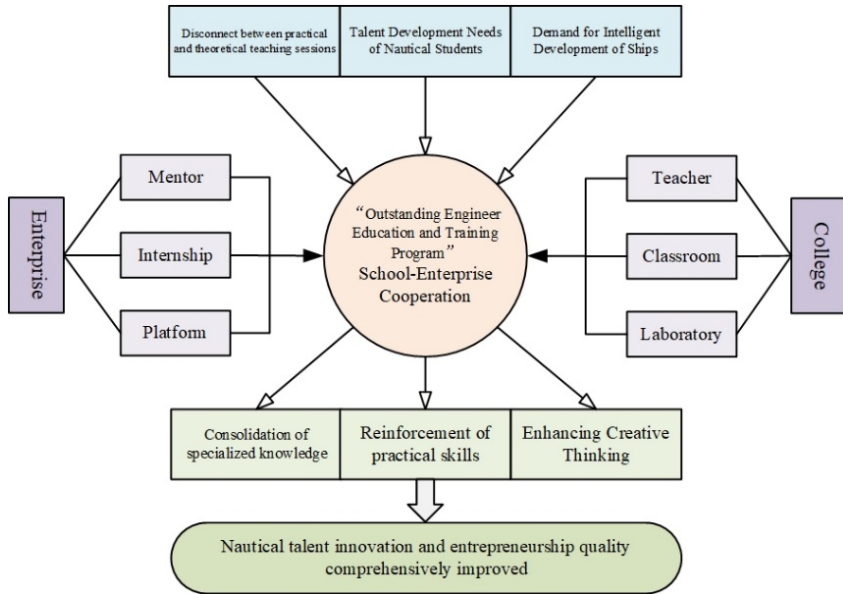 Disconnect between practical
and theoretical teaching sessions
Talent Development Needs
of Nautical Students
Demand for Intelligent
Development of Ships
Enterprise
Mentor
Internship
Platform
“Outstanding Engineer
Education and Training
Program”
School-Enterprise
Cooperation
Teacher
Classroom
Laboratory
College
Consolidation of
specialized knowledge
Reinforcement of
practical skills
Enhancing Creative
Thinking
Nautical talent innovation and entrepreneurship quality
comprehensively improved